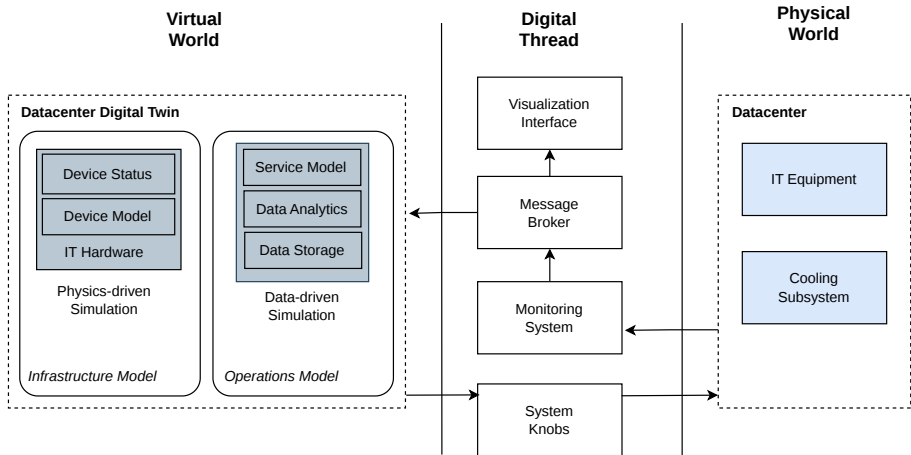 Virtual
World
Digital
Thread
Physical
World
Datacenter Digital Twin
Device Status
Device Model
IT Hardware
Physics-driven
Simulation
Infrastructure Model
Service Model
Data Analytics
Data Storage
Data-driven
Simulation
Operations Model
Visualization
Interface
Message
Broker
Monitoring
System
System
Knobs
Datacenter
IT Equipment
Cooling
Subsystem